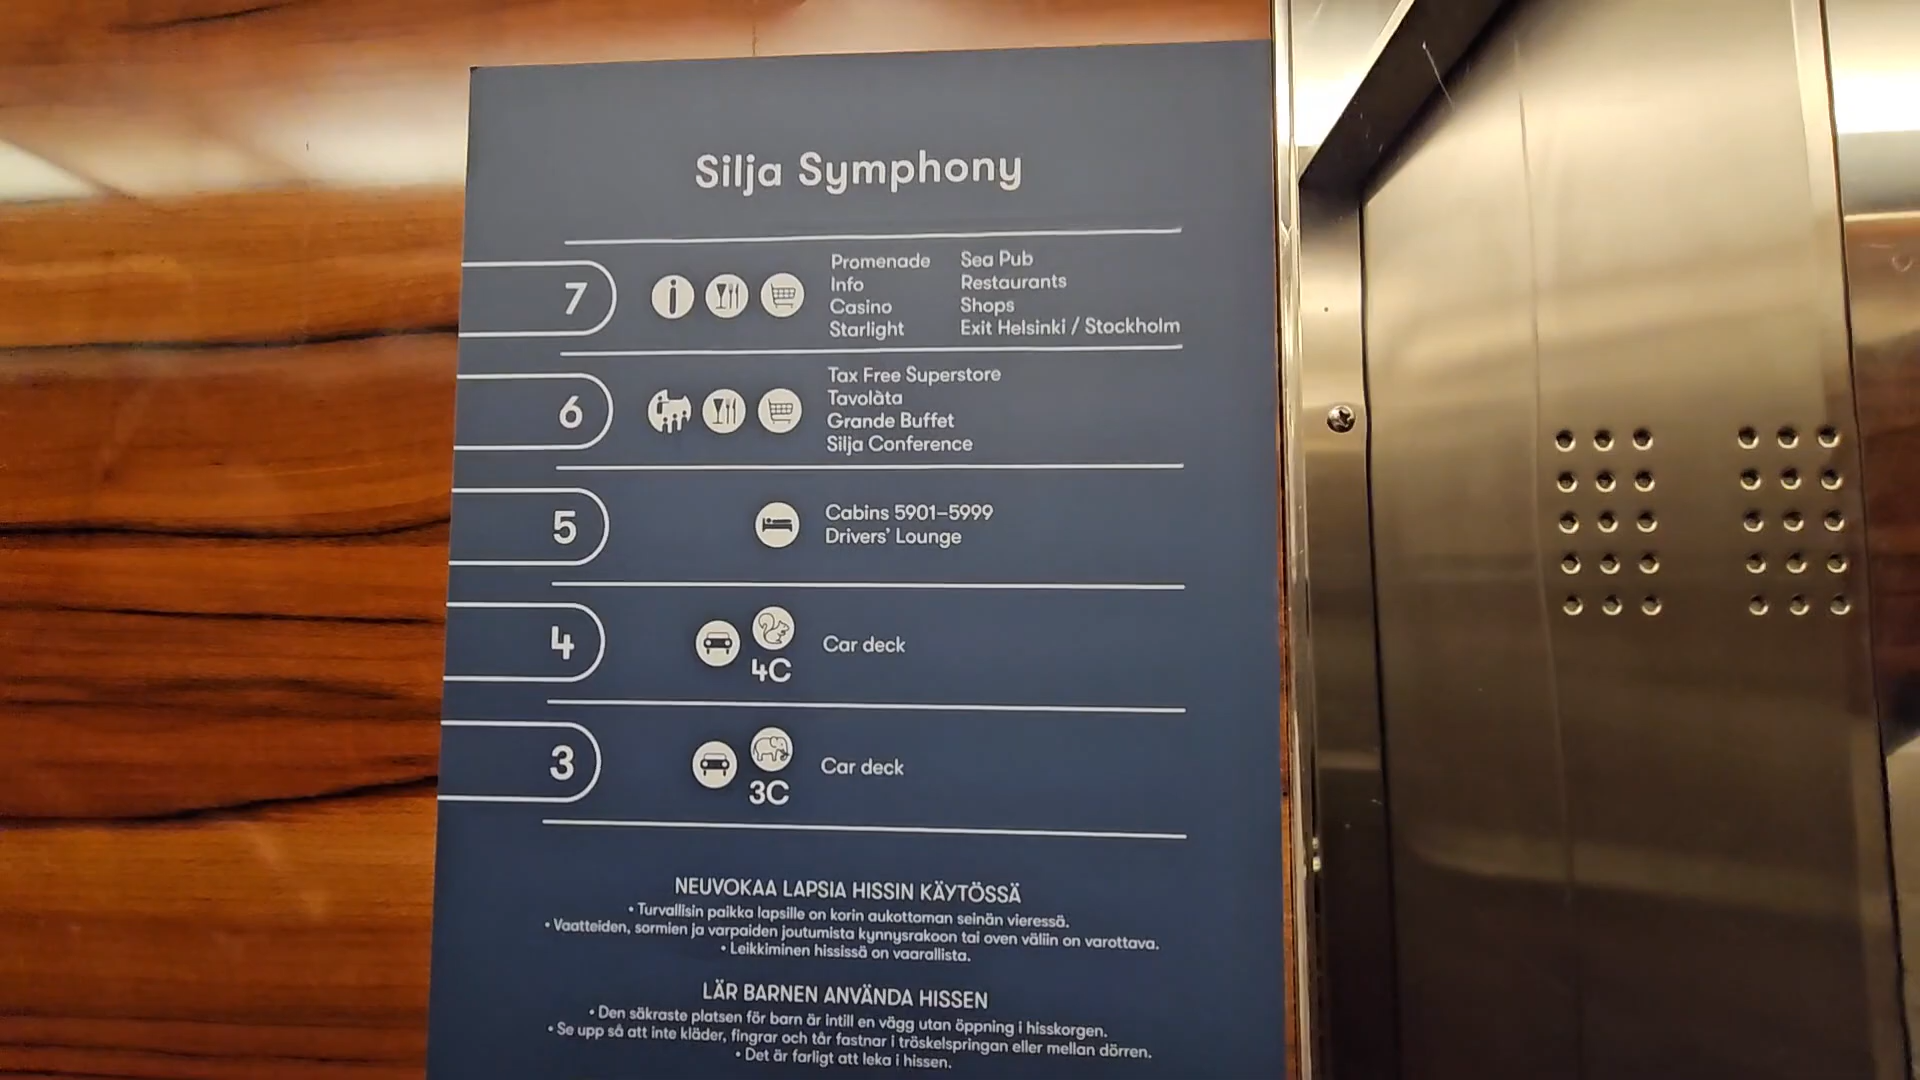 Silja Symphony
7
Promenade
Info
Casino
Starlight
Sea Pub
Restaurants
Shops
Exit Helsinki / Stockholm
6
Tax Free Superstore
Tavolàta
Grande Buffet
Silja Conference
5
Cabins 5901–5999
Drivers' Lounge
4
4C
Car deck
3
3C
Car deck
NEUVOKAA LAPSIA HISSIN KÄYTÖSSÄ
• Turvallisin paikka lapsille on korin aukottoman seinän vieressä.
• Vaatteiden, sormien ja varpaiden joutumista kynnysrakoon tai oven väliin on varottava.
• Leikkiminen hississä on vaarallista.
LÄR BARNEN ANVÄNDA HISSEN
• Den säkraste platsen för barn är intill en vägg utan öppning i hisskorgen.
• Se upp så att inte kläder, fingrar och tår fastnar i tröskelspringan eller mellan dörren.
• Det är farligt att leka i hissen.